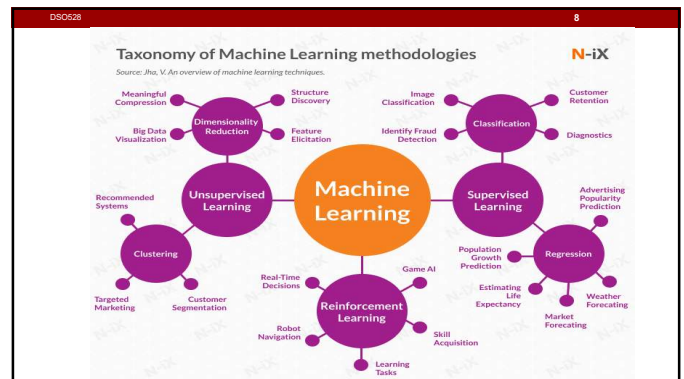 DSO528
8
Taxonomy of Machine Learning methodologies
N-iX
Source: Jha, V. An overview of machine learning techniques.
Meaningful
Compression
Structure
Discovery
Dimensionality
Reduction
Big Data
Visualization
Feature
Elicitation
Image
Classification
Customer
Retention
Classification
Identify Fraud
Detection
Diagnostics
Machine
Learning
Unsupervised
Learning
Supervised
Learning
Recommended
Systems
Clustering
Targeted
Marketing
Customer
Segmentation
Advertising
Popularity
Prediction
Population
Growth
Prediction
Regression
Estimating
Life
Expectancy
Market
Forecating
Weather
Forecating
Real-Time
Decisions
Game AI
Reinforcement
Learning
Robot
Navigation
Skill
Acquisition
Learning
Tasks